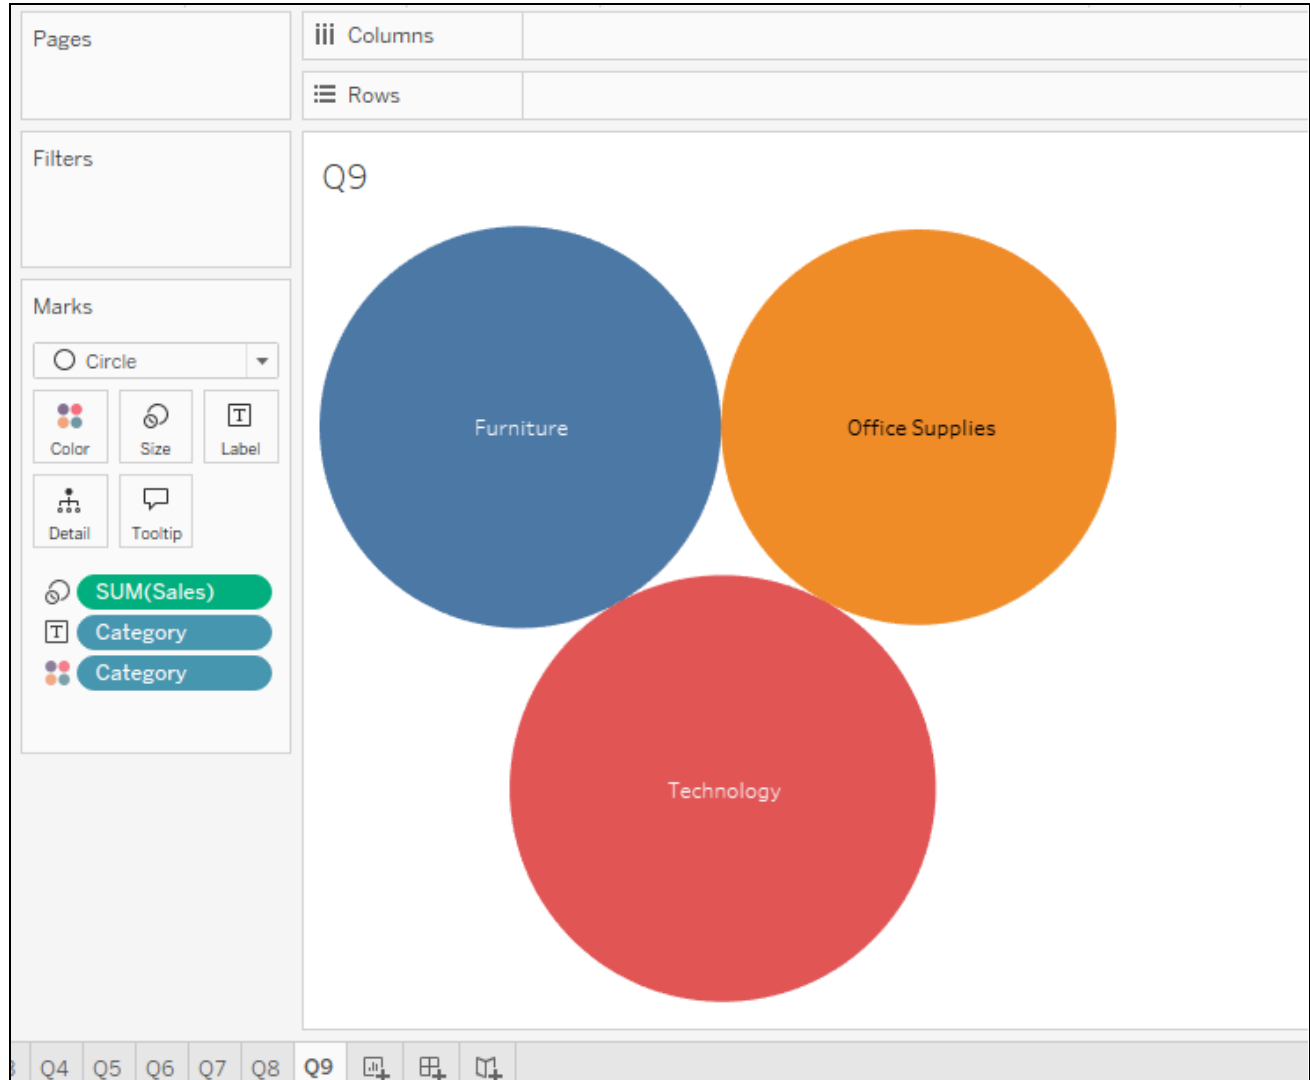 Pages
Columns
Rows
Filters
Q9
Marks
Circle
Color Size Label
Detail Tooltip
SUM(Sales)
Category
Category
Furniture
Office Supplies
Technology
Q4 Q5 Q6 Q7 Q8 Q9